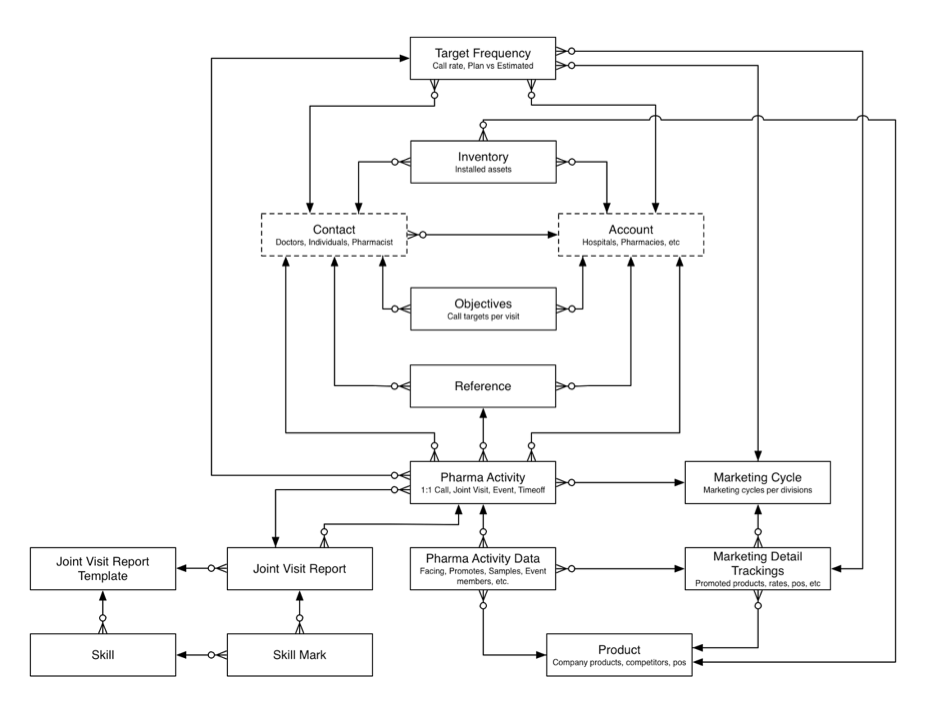 Target Frequency
Call rate, Plan vs Estimated
Inventory
Installed assets
Contact
Doctors, Individuals, Pharmacist
Account
Hospitals, Pharmacies, etc
Objectives
Call targets per visit
Reference
Pharma Activity
1:1 Call, Joint Visit, Event, Timeoff
Marketing Cycle
Marketing cycles per divisions
Joint Visit Report
Template
Joint Visit Report
Pharma Activity Data
Facing, Promotes, Samples, Event
members, etc.
Marketing Detail
Trackings
Promoted products, rates, pos, etc
Skill
Skill Mark
Product
Company products, competitors, pos